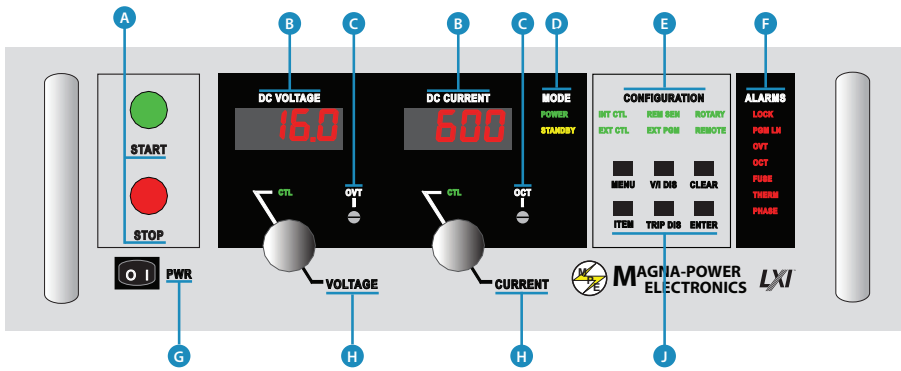 A
B
C
B
C
D
E
F
DC VOLTAGE
16.0
DC CURRENT
600
MODE
POWER
STANDBY
CONFIGURATION
INT CTL REM SEN ROTARY
EXT CTL EXT PGM REMOTE
ALARMS
LOCK
PGM LN
OVT
OCT
FUSE
THERM
PHASE
START
STOP
CTL
OVT
CTL
OCT
MENU V/I DIS CLEAR
ITEM TRIP DIS ENTER
O I PWR
VOLTAGE
CURRENT
MPE
MAGNA-POWER
ELECTRONICS
LXI
G
H
H
J